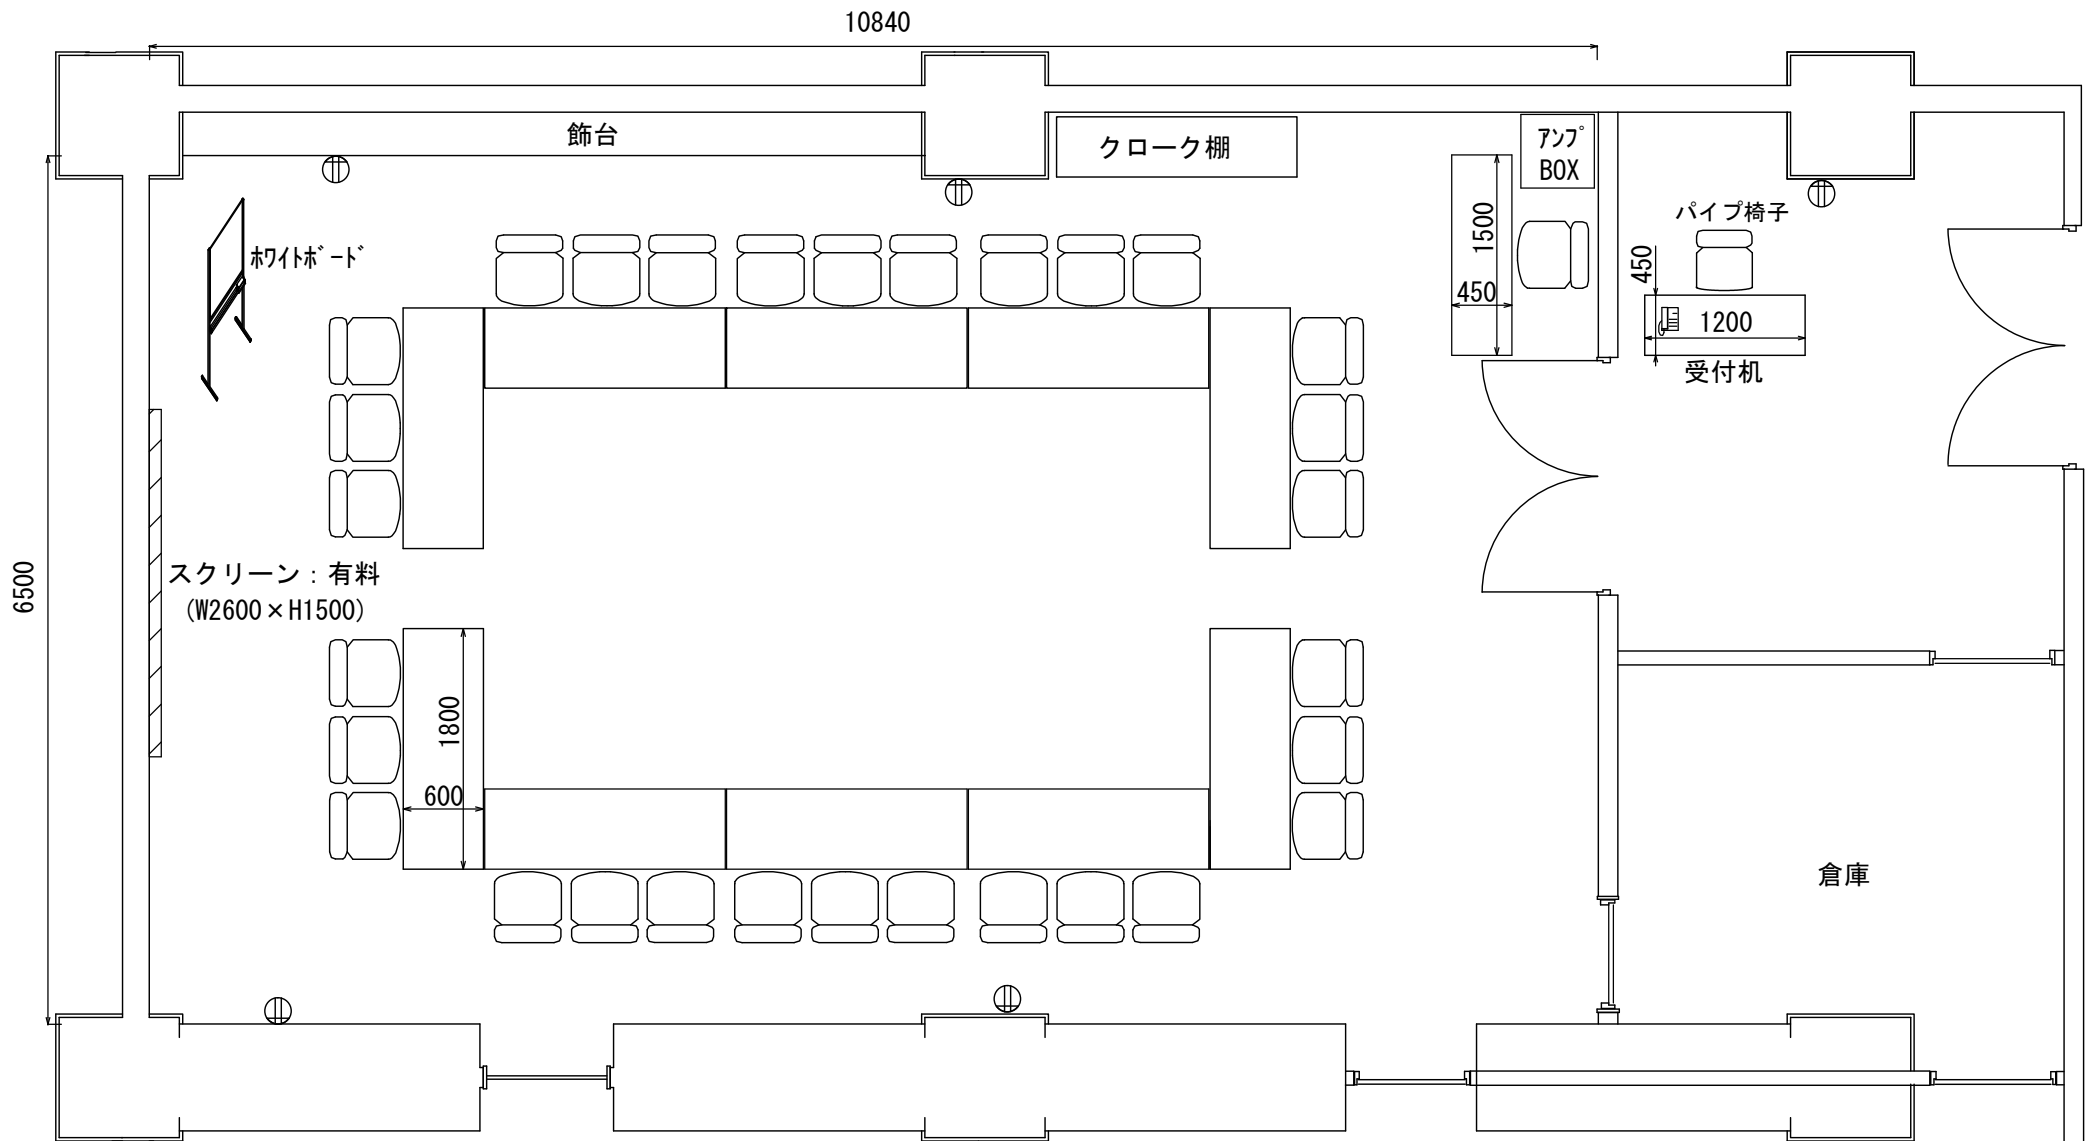 10840
飾台
クローク棚
ｱﾝﾌﾟ
BOX
1500
450
パイプ椅子
450
1200
受付机
ﾎﾜｲﾄﾎﾞｰﾄﾞ
6500
スクリーン：有料
(W2600×H1500)
1800
600
倉庫